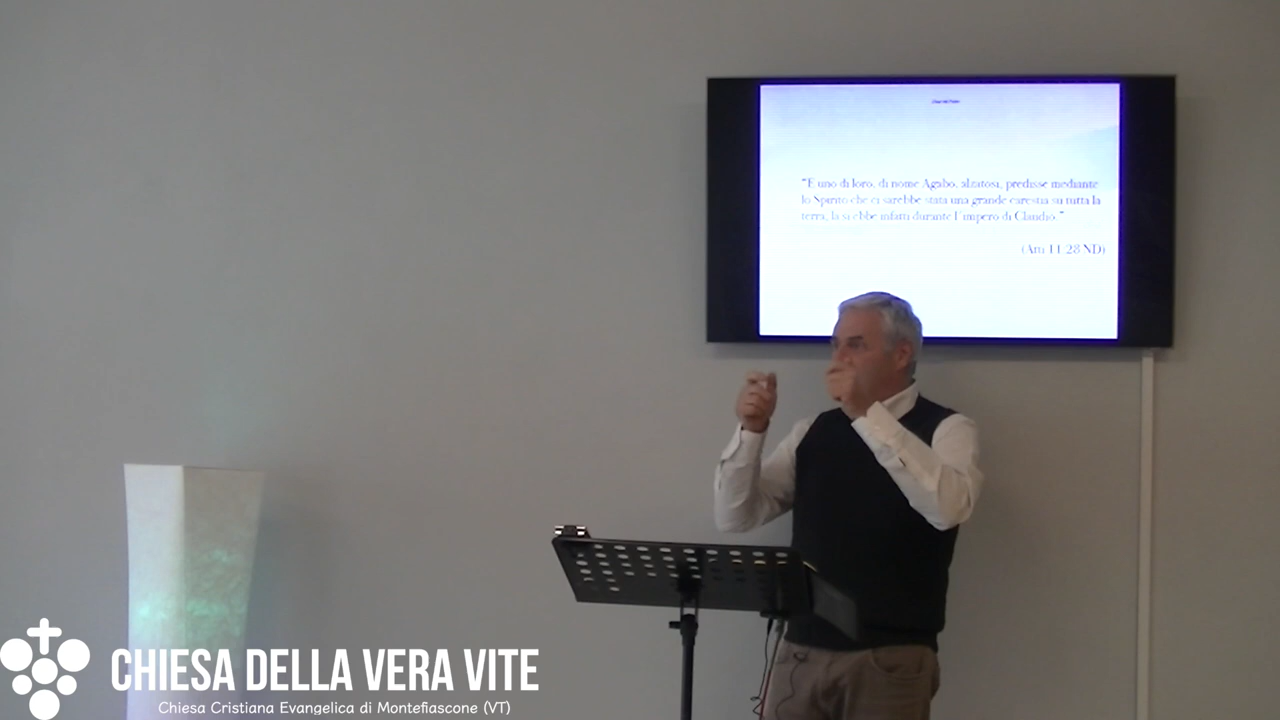 "E uno di loro, di nome Agabo, alzatosi, predisse mediante
lo Spirito che ci sarebbe stata una grande carestia su tutta la
terra, la si ebbe infatti durante l'impero di Claudio."
(Atti 11:28 ND)
CHIESA DELLA VERA VITE
Chiesa Cristiana Evangelica di Montefiascone (VT)